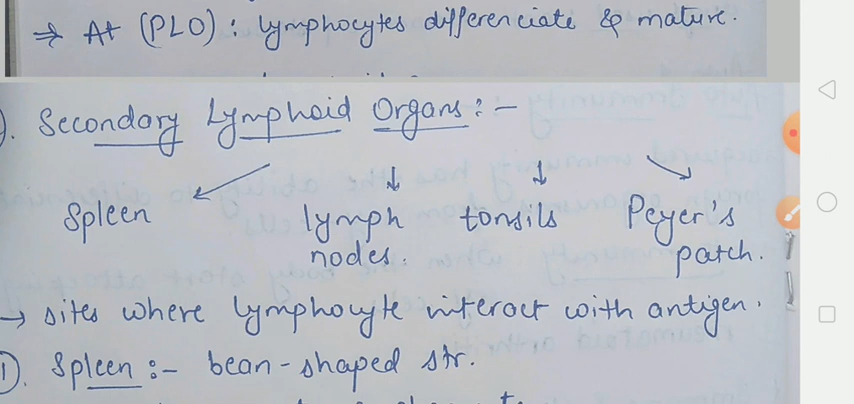 ⇒ At (PLO) : lymphocytes differenciate & mature.
). Secondary Lymphoid Organs :-
Spleen lymph nodes. tonsils Peyer's patch.
→ sites where lymphocyte interact with antigen.
1). Spleen :- bean-shaped str.